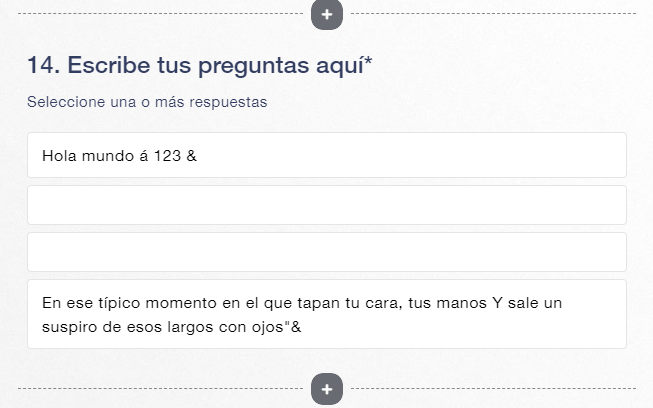 14. Escribe tus preguntas aquí*
Seleccione una o más respuestas
Hola mundo á 123 &
En ese típico momento en el que tapan tu cara, tus manos Y sale un
suspiro de esos largos con ojos"&